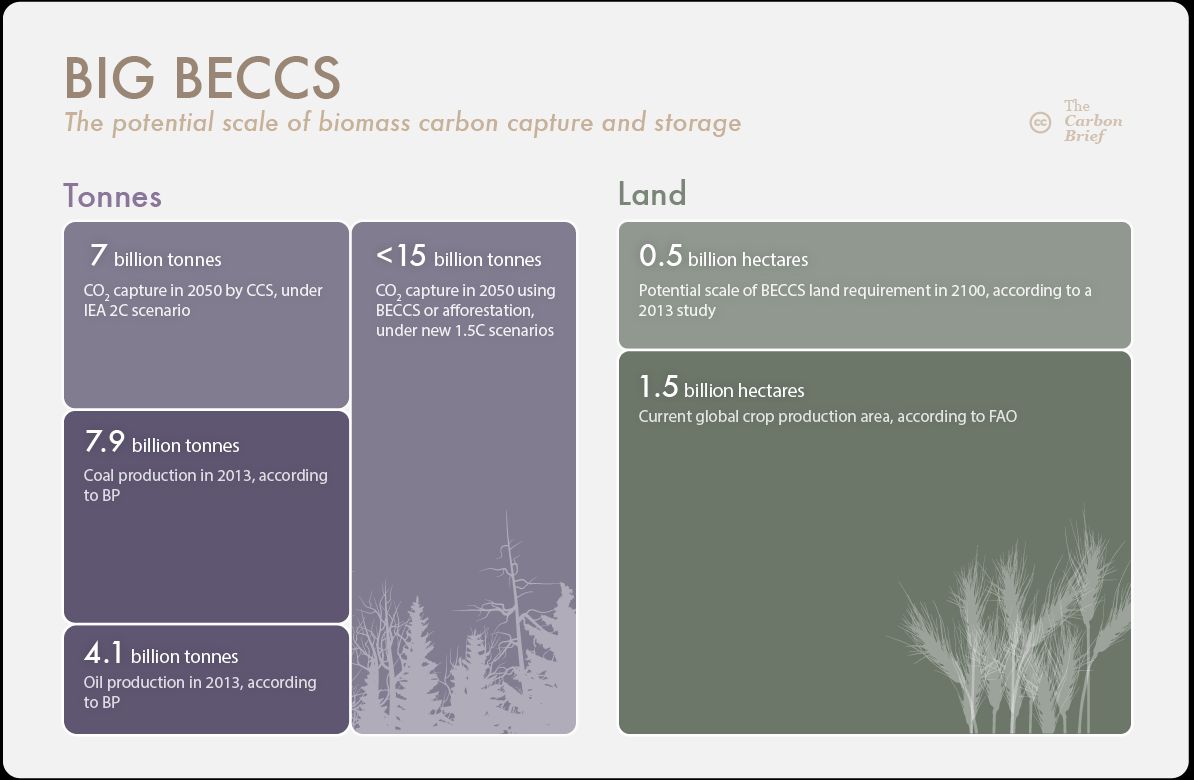 BIG BECCS
The potential scale of biomass carbon capture and storage
cc
The
Carbon
Brief
Tonnes
7 billion tonnes
CO2 capture in 2050 by CCS, under
IEA 2C scenario
7.9 billion tonnes
Coal production in 2013, according
to BP
4.1 billion tonnes
Oil production in 2013, according
to BP
<15 billion tonnes
CO2 capture in 2050 using
BECCS or afforestation,
under new 1.5C scenarios
Land
0.5 billion hectares
Potential scale of BECCS land requirement in 2100, according to a
2013 study
1.5 billion hectares
Current global crop production area, according to FAO